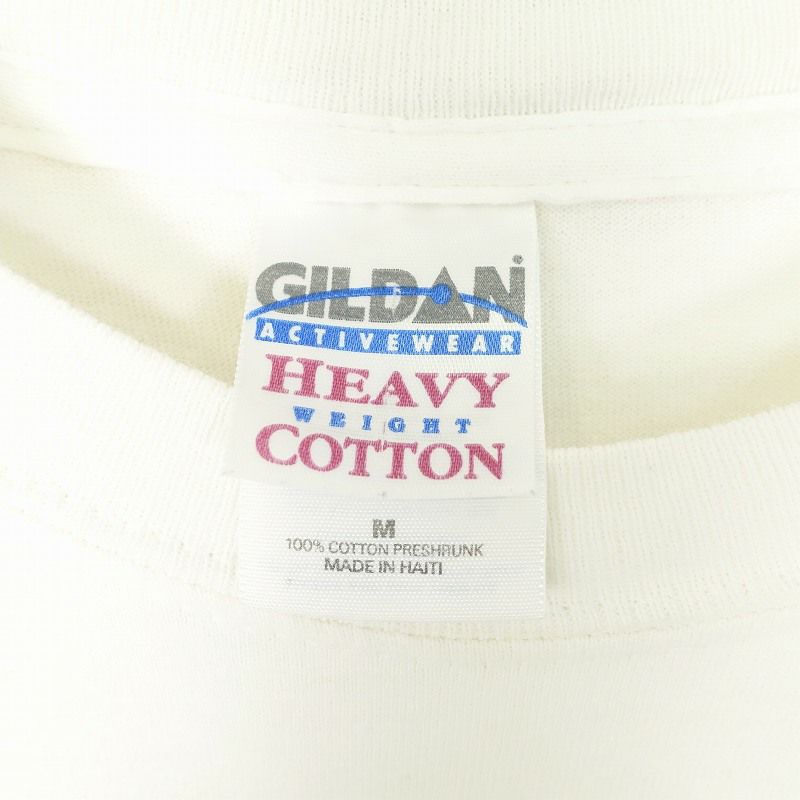 GILDAN®
ACTIVEWEAR
HEAVY
WEIGHT
COTTON
M
100% COTTON PRESHRUNK
MADE IN HAITI